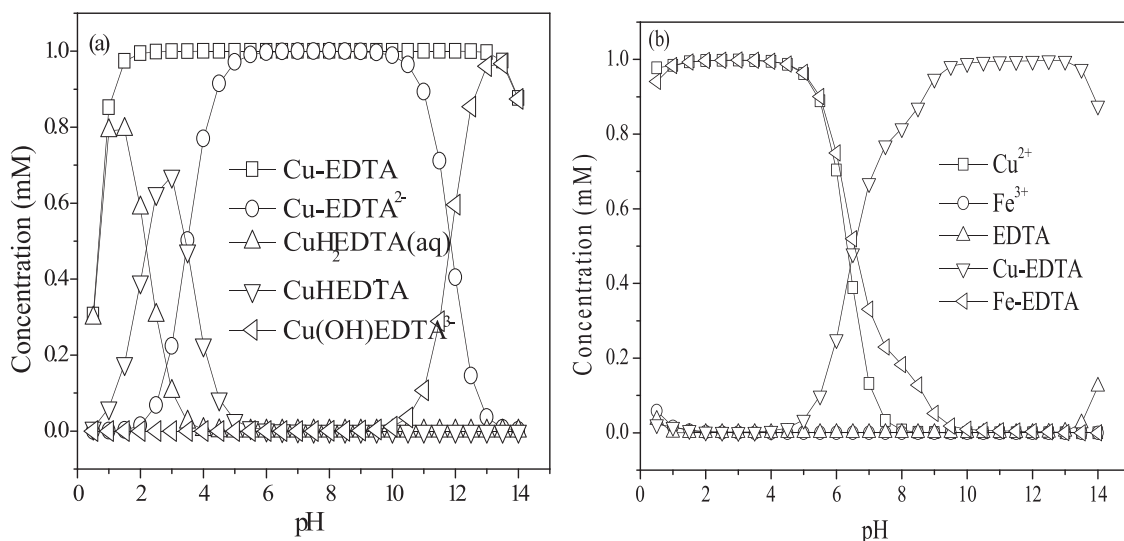 (a)
Concentration (mM)
1.0
0.8
0.6
0.4
0.2
0.0
Cu-EDTA
Cu-EDTA2-
CuH2EDTA(aq)
CuHEDTA-
Cu(OH)EDTA3-
0 2 4 6 8 10 12 14
pH
(b)
Concentration (mM)
1.0
0.8
0.6
0.4
0.2
0.0
Cu2+
Fe3+
EDTA
Cu-EDTA
Fe-EDTA
0 2 4 6 8 10 12 14
pH